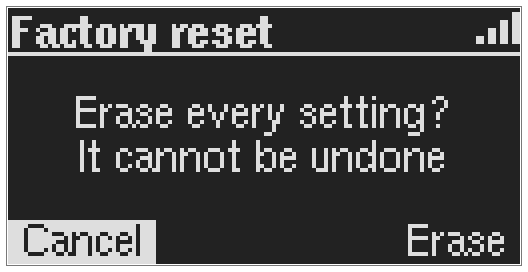 Factory reset
Erase every setting?
It cannot be undone
Cancel
Erase